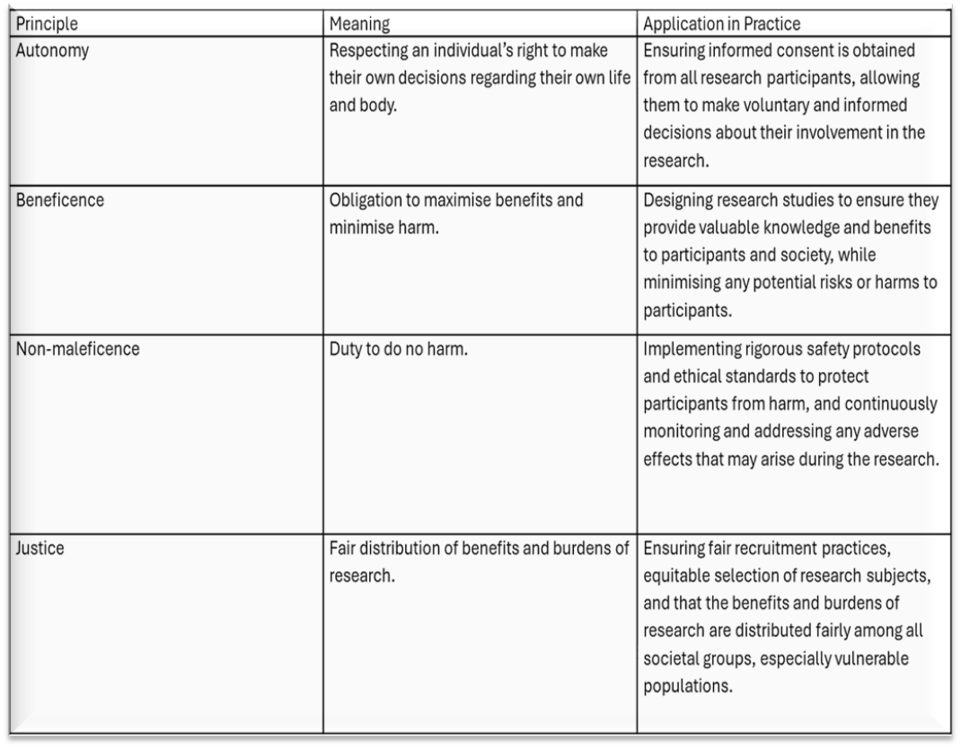 Principle
Meaning
Application in Practice
Autonomy
Respecting an individual’s right to make
their own decisions regarding their own life
and body.
Ensuring informed consent is obtained
from all research participants, allowing
them to make voluntary and informed
decisions about their involvement in the
research.
Beneficence
Obligation to maximise benefits and
minimise harm.
Designing research studies to ensure they
provide valuable knowledge and benefits
to participants and society, while
minimising any potential risks or harms to
participants.
Non-maleficence
Duty to do no harm.
Implementing rigorous safety protocols
and ethical standards to protect
participants from harm, and continuously
monitoring and addressing any adverse
effects that may arise during the research.
Justice
Fair distribution of benefits and burdens of
research.
Ensuring fair recruitment practices,
equitable selection of research subjects,
and that the benefits and burdens of
research are distributed fairly among all
societal groups, especially vulnerable
populations.